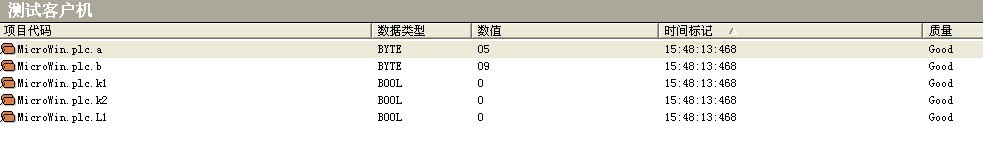 测试客户机
项目代码 数据类型 数值 时间标记 质量
MicroWin.plc.a BYTE 05 15:48:13:468 Good
MicroWin.plc.b BYTE 09 15:48:13:468 Good
MicroWin.plc.k1 BOOL 0 15:48:13:468 Good
MicroWin.plc.k2 BOOL 0 15:48:13:468 Good
MicroWin.plc.L1 BOOL 0 15:48:13:468 Good